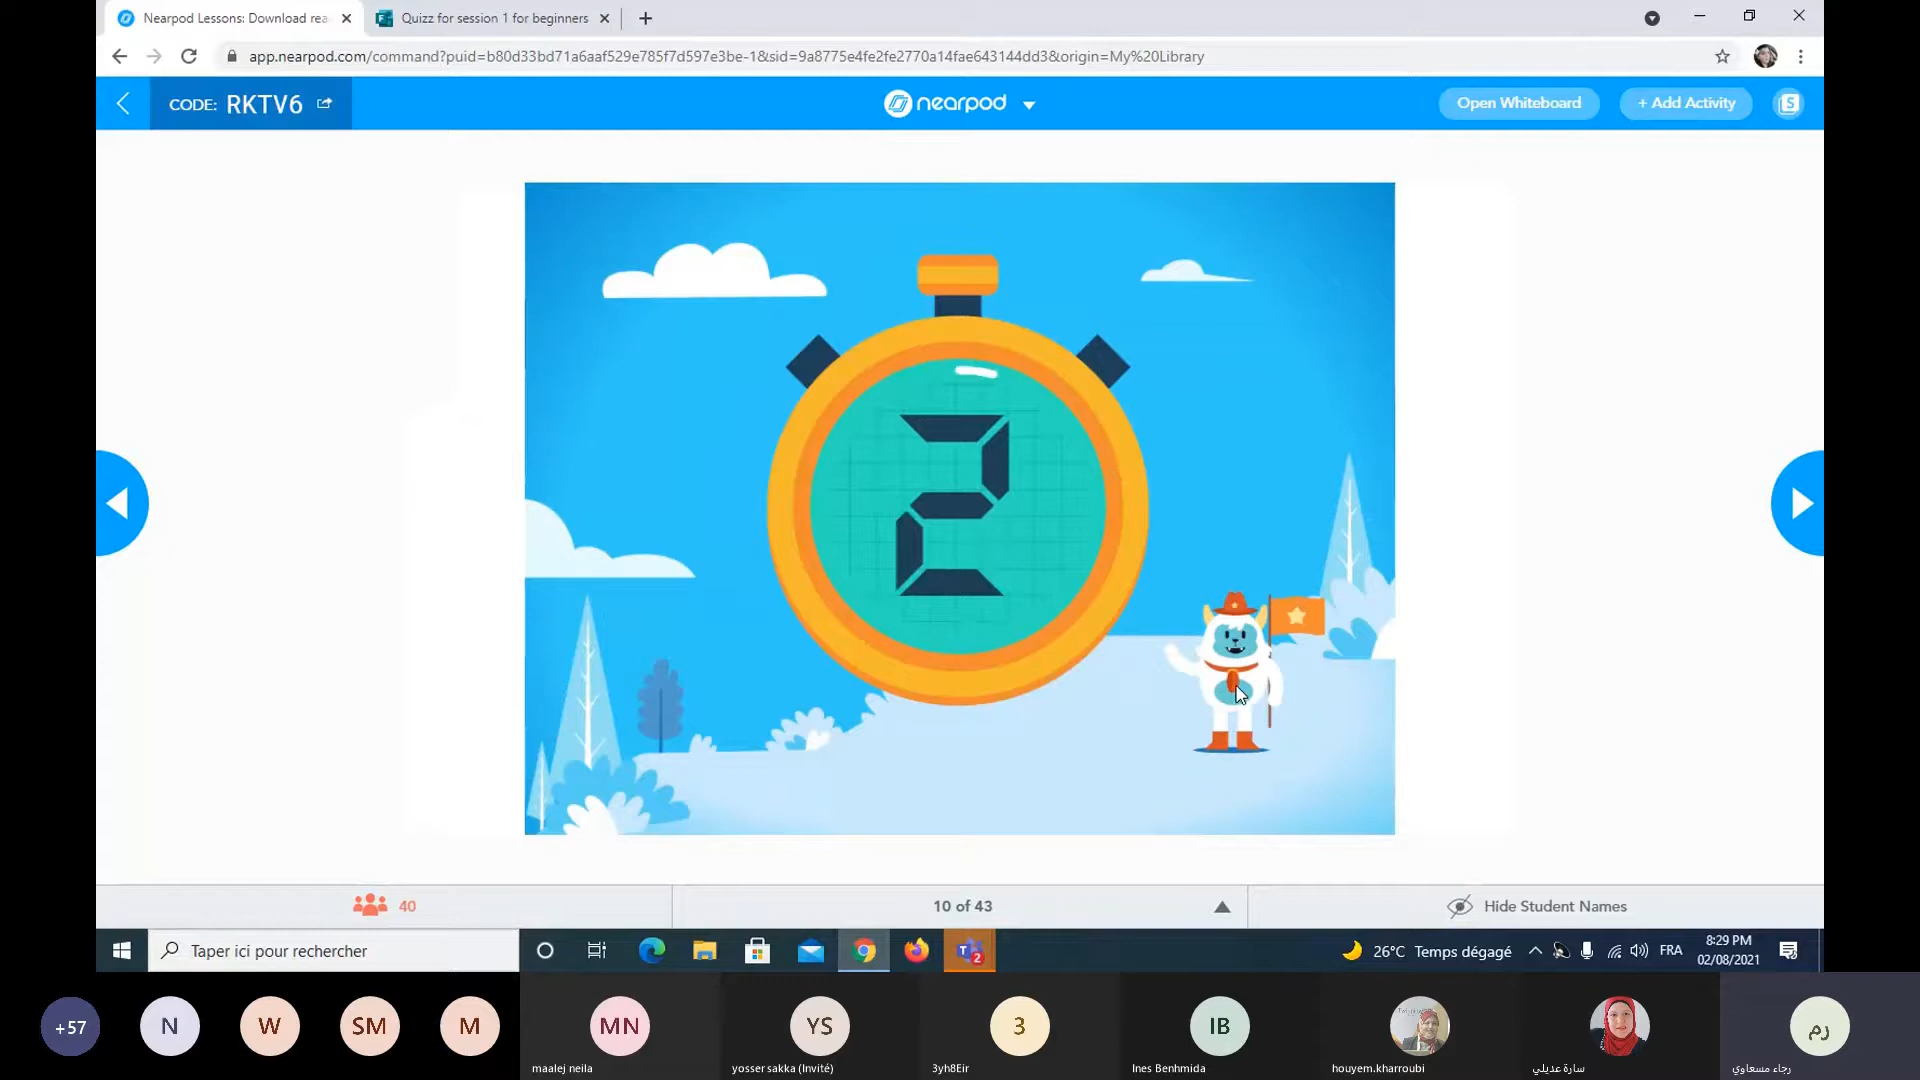 Nearpod Lessons: Download rea
Quizz for session 1 for beginners
app.nearpod.com/command?puid=b80d33bd71a6aaf529e785f7d597e3be-1&sid=9a8775e4fe2fe2770a14fae643144dd3&origin=My%20Library
CODE: RKTV6
nearpod
Open Whiteboard
+ Add Activity
S
2
40
10 of 43
Hide Student Names
Taper ici pour rechercher
2
26°C Temps dégagé
FRA
8:29 PM
02/08/2021
+57
N
W
SM
M
MN
YS
3
IB
رم
maalej neila
yosser sakka (Invité)
3yh8Eir
Ines Benhmida
houyem.kharroubi
سارة عديلي
رجاء مسعاوي